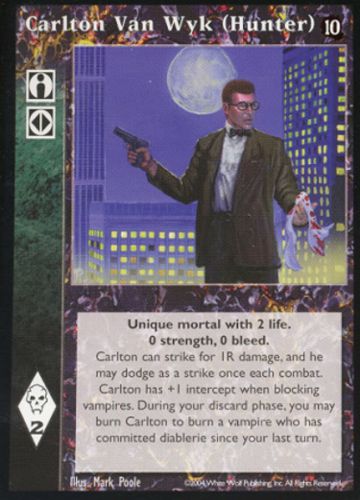 Carlton Van Wyk (Hunter) 10
Unique mortal with 2 life.
0 strength, 0 bleed.
Carlton can strike for 1R damage, and he
may dodge as a strike once each combat.
Carlton has +1 intercept when blocking
vampires. During your discard phase, you may
burn Carlton to burn a vampire who has
committed diablerie since your last turn.
2
Illus. Mark Poole
©2004 White Wolf Publishing, Inc. All Rights Reserved.